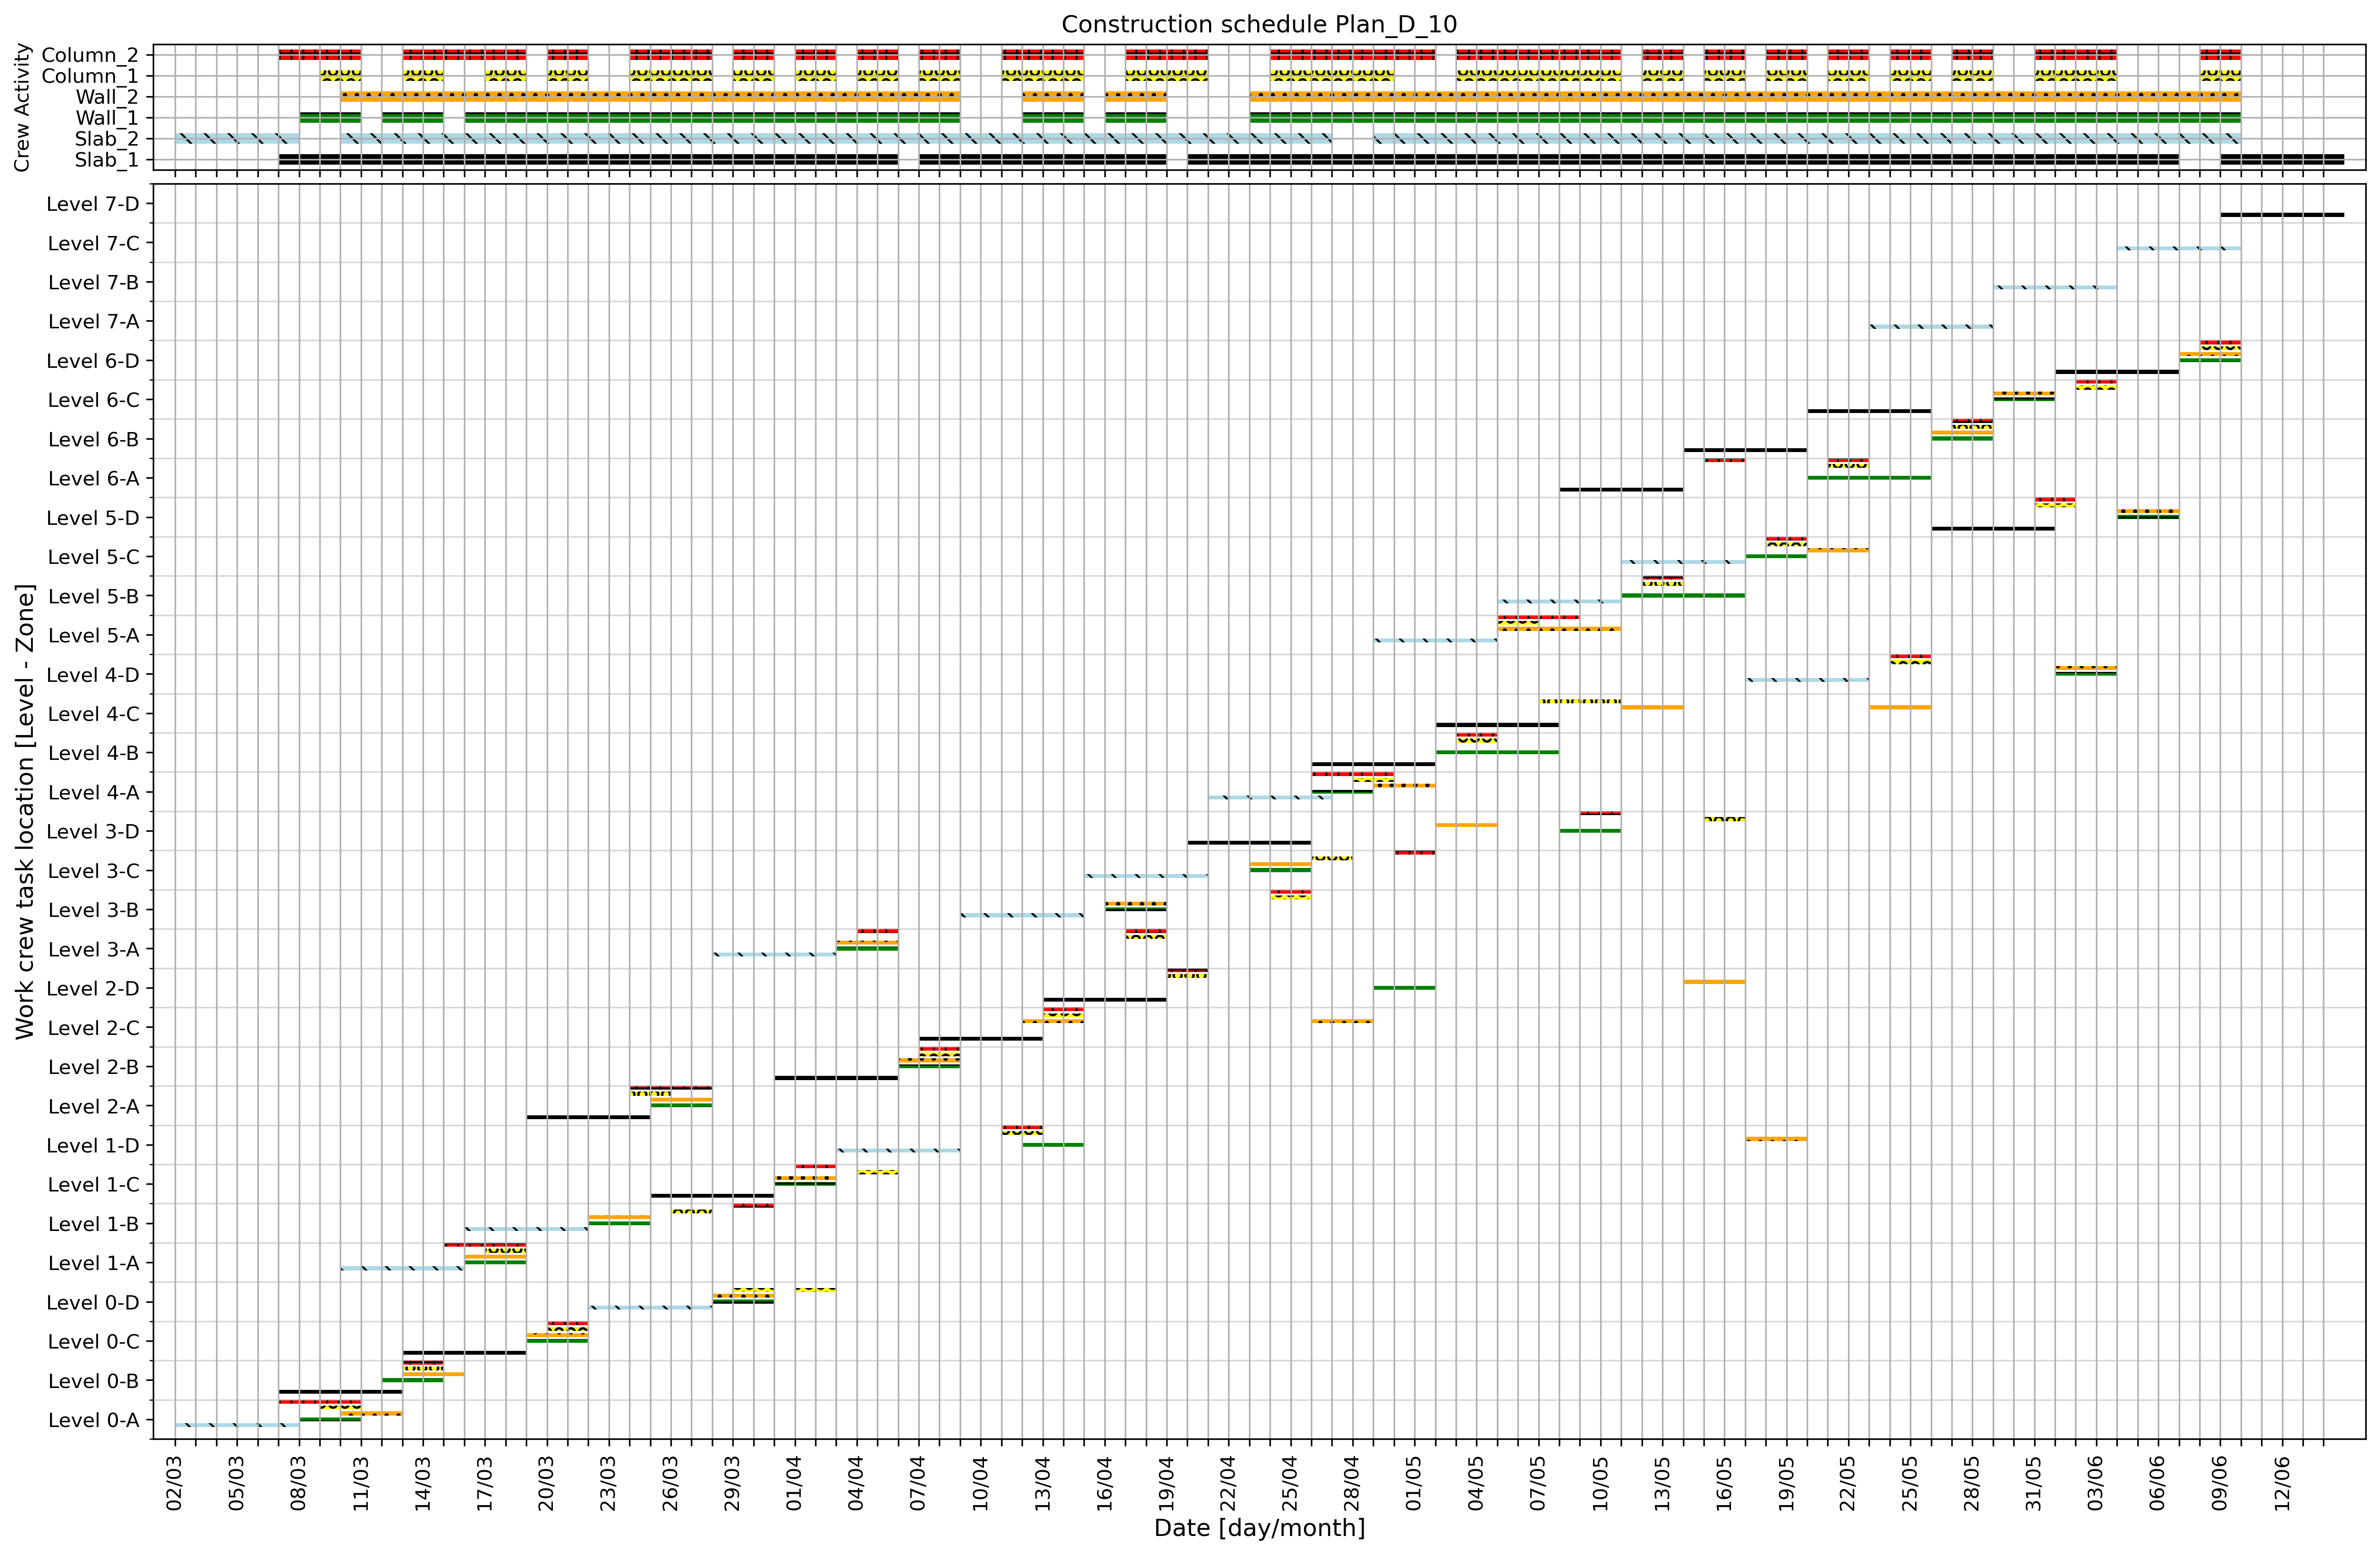 Construction schedule Plan_D_10
Crew Activity
Column_2
Column_1
Wall_2
Wall_1
Slab_2
Slab_1
Work crew task location [Level - Zone]
Level 7-D
Level 7-C
Level 7-B
Level 7-A
Level 6-D
Level 6-C
Level 6-B
Level 6-A
Level 5-D
Level 5-C
Level 5-B
Level 5-A
Level 4-D
Level 4-C
Level 4-B
Level 4-A
Level 3-D
Level 3-C
Level 3-B
Level 3-A
Level 2-D
Level 2-C
Level 2-B
Level 2-A
Level 1-D
Level 1-C
Level 1-B
Level 1-A
Level 0-D
Level 0-C
Level 0-B
Level 0-A
02/03 05/03 08/03 11/03 14/03 17/03 20/03 23/03 26/03 29/03 01/04 04/04 07/04 10/04 13/04 16/04 19/04 22/04 25/04 28/04 01/05 04/05 07/05 10/05 13/05 16/05 19/05 22/05 25/05 28/05 31/05 03/06 06/06 09/06 12/06
Date [day/month]